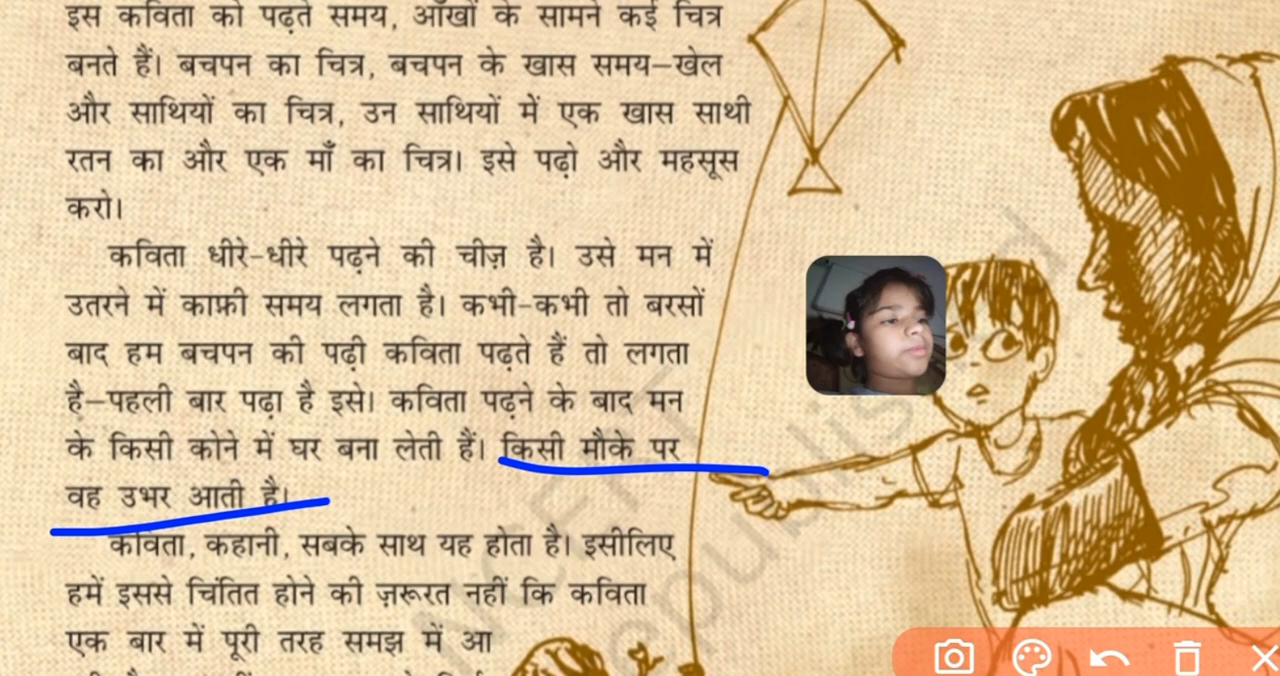 इस कविता को पढ़ते समय, आँखों के सामने कई चित्र
बनते हैं। बचपन का चित्र, बचपन के खास समय–खेल
और साथियों का चित्र, उन साथियों में एक खास साथी
रतन का और एक माँ का चित्र। इसे पढ़ो और महसूस
करो।
कविता धीरे-धीरे पढ़ने की चीज़ है। उसे मन में
उतरने में काफ़ी समय लगता है। कभी-कभी तो बरसों
बाद हम बचपन की पढ़ी कविता पढ़ते हैं तो लगता
है–पहली बार पढ़ा है इसे। कविता पढ़ने के बाद मन
के किसी कोने में घर बना लेती हैं। किसी मौके पर
वह उभर आती है।
कविता, कहानी, सबके साथ यह होता है। इसीलिए
हमें इससे चिंतित होने की ज़रूरत नहीं कि कविता
एक बार में पूरी तरह समझ में आ